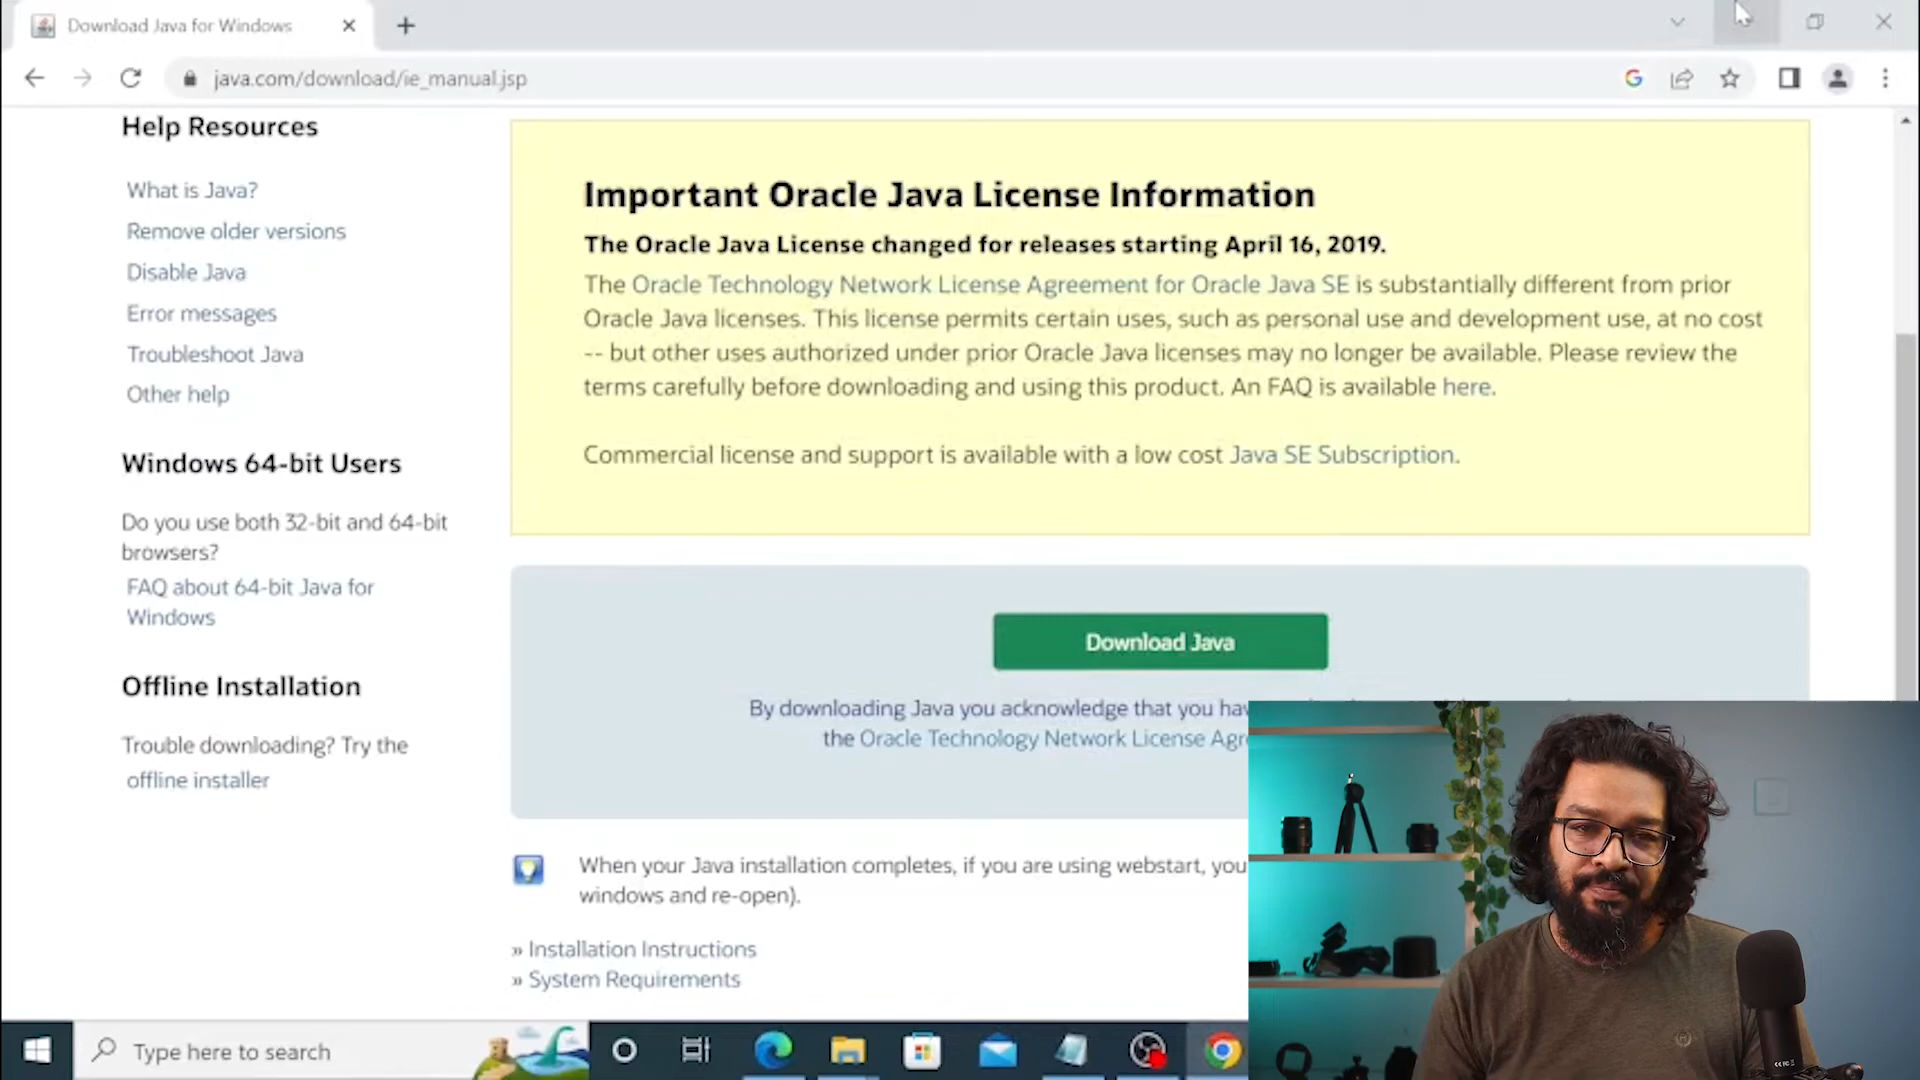 Download Java for Windows
java.com/download/ie_manual.jsp
Help Resources
What is Java?
Remove older versions
Disable Java
Error messages
Troubleshoot Java
Other help
Windows 64-bit Users
Do you use both 32-bit and 64-bit
browsers?
FAQ about 64-bit Java for
Windows
Offline Installation
Trouble downloading? Try the
offline installer
Important Oracle Java License Information
The Oracle Java License changed for releases starting April 16, 2019.
The Oracle Technology Network License Agreement for Oracle Java SE is substantially different from prior
Oracle Java licenses. This license permits certain uses, such as personal use and development use, at no cost
-- but other uses authorized under prior Oracle Java licenses may no longer be available. Please review the
terms carefully before downloading and using this product. An FAQ is available here.
Commercial license and support is available with a low cost Java SE Subscription.
Download Java
By downloading Java you acknowledge that you hav
the Oracle Technology Network License Agr
When your Java installation completes, if you are using webstart, you
windows and re-open).
» Installation Instructions
» System Requirements
Type here to search